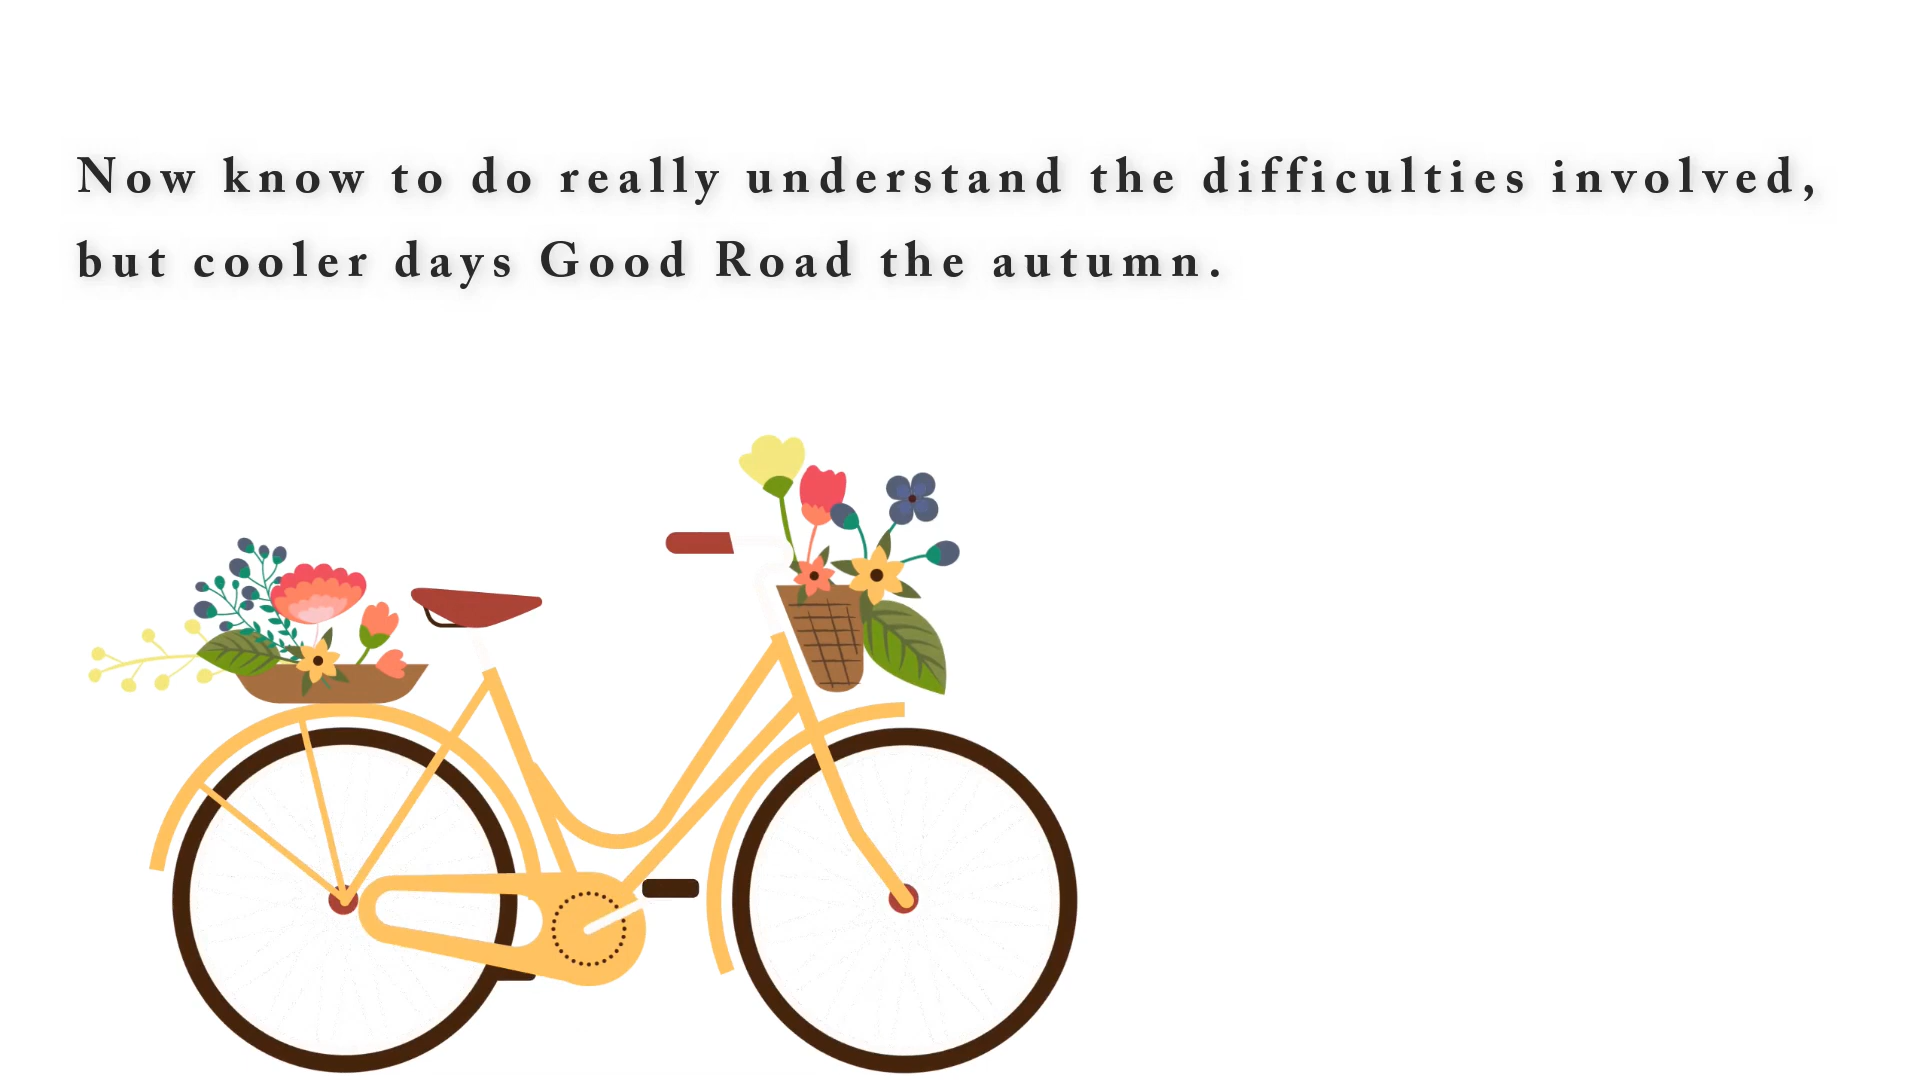 Now know to do really understand the difficulties involved,
but cooler days Good Road the autumn.